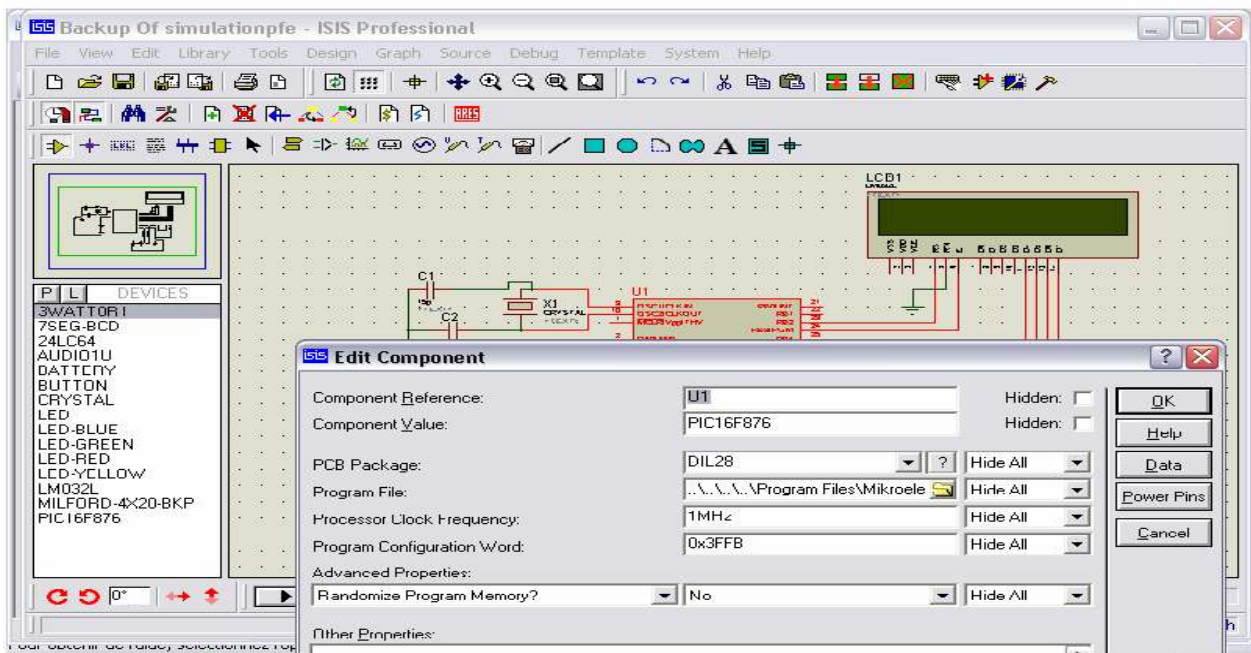 Backup Of simulationpfe - ISIS Professional
File View Edit Library Tools Design Graph Source Debug Template System Help
LCD1
P L DEVICES
3WATT0R1
7SEG-BCD
24LC64
AUDIO1U
BATTERY
BUTTON
CRYSTAL
LED
LED-BLUE
LED-GREEN
LED-RED
LED-YELLOW
LM032L
MILFORD-4X20-BKP
PIC16F876
C1
C2
X1
CRYSTAL
U1
Edit Component
Component Reference: U1 Hidden:
Component Value: PIC16F876 Hidden:
PCB Package: DIL28 ? Hide All
Program File: ..\..\..\..\Program Files\Mikroele Hide All
Processor Clock Frequency: 1MHz Hide All
Program Configuration Word: 0x3FFB Hide All
Advanced Properties:
Randomize Program Memory? No Hide All
Other Properties:
OK
Help
Data
Power Pins
Cancel
0°